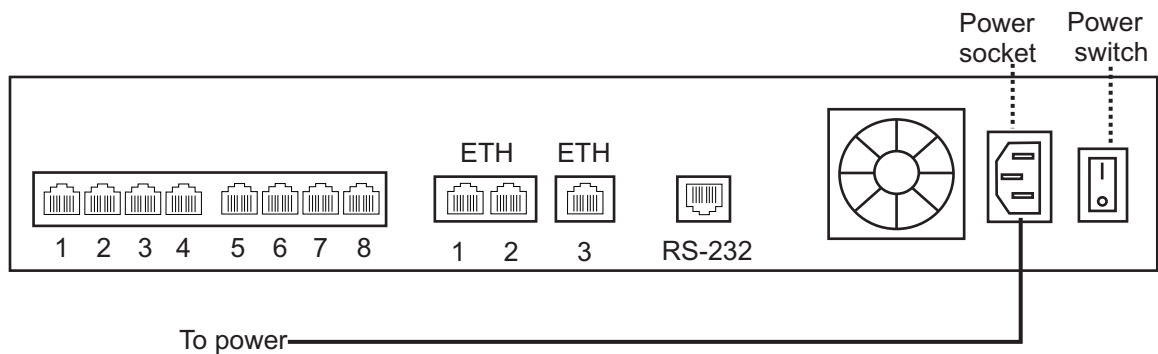 Power
socket
Power
switch
ETH ETH
1 2 3 4 5 6 7 8 1 2 3 RS-232
To power